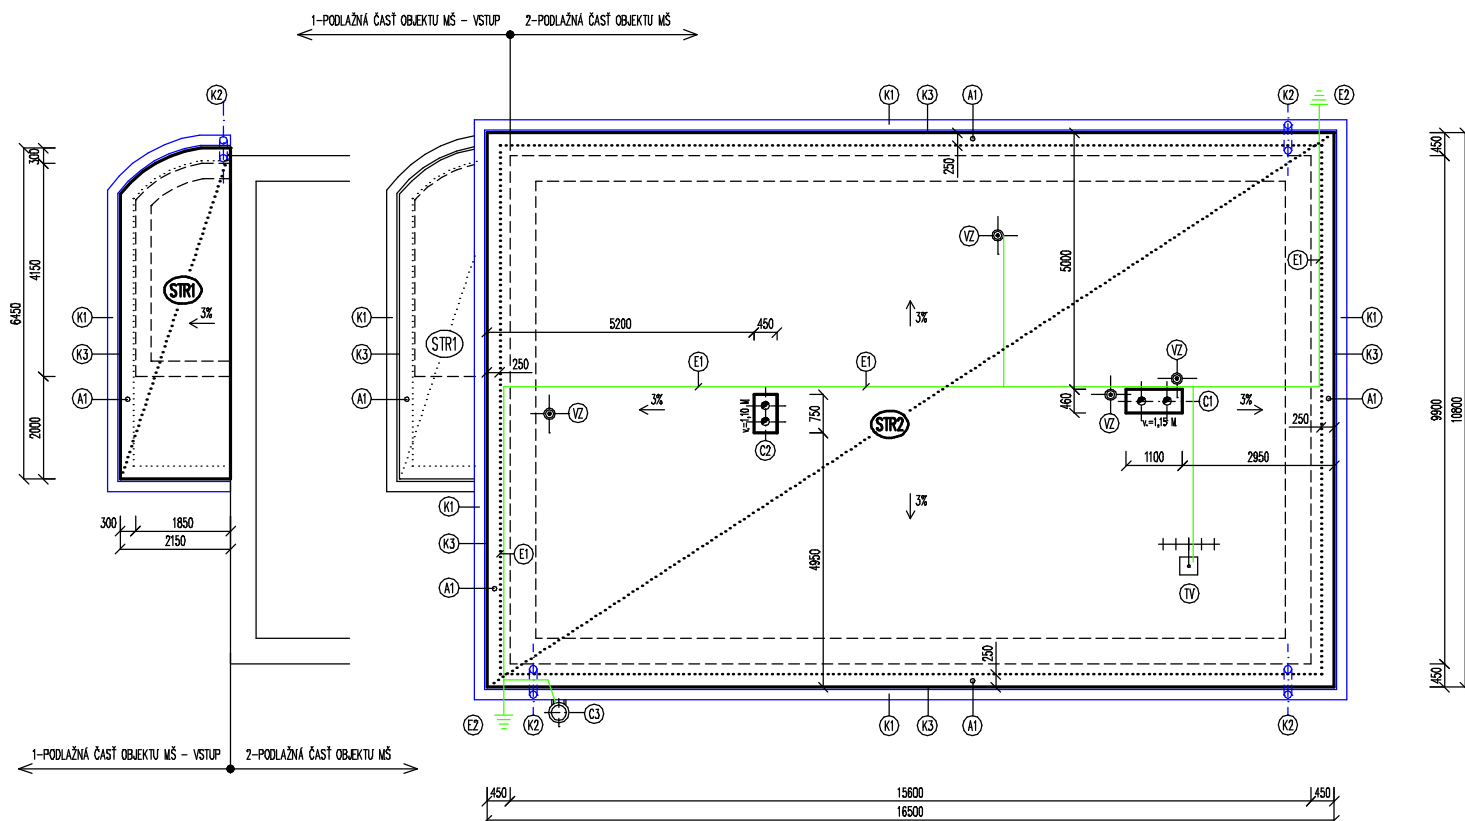 1-PODLAŽNÁ ČASŤ OBJEKTU MŠ - VSTUP
2-PODLAŽNÁ ČASŤ OBJEKTU MŠ
K2
K1
K3
A1
K2
E2
300
450
250
VZ
4150
5000
E1
STR1
3%
6450
K1
K1
3%
K1
5200
450
STR1
K3
K3
VZ
K3
250
E1
E1
A1
A1
3%
460
C1
3%
A1
2000
VZ
750
v.=1,10 M
STR2
VZ
v.=1,15 M
250
9900
10800
C2
1100
2950
K1
3%
300
1850
2150
K3
E1
4950
A1
TV
250
450
E2
K2
C3
K1
K3
A1
K2
1-PODLAŽNÁ ČASŤ OBJEKTU MŠ - VSTUP
2-PODLAŽNÁ ČASŤ OBJEKTU MŠ
450
15600
450
16500